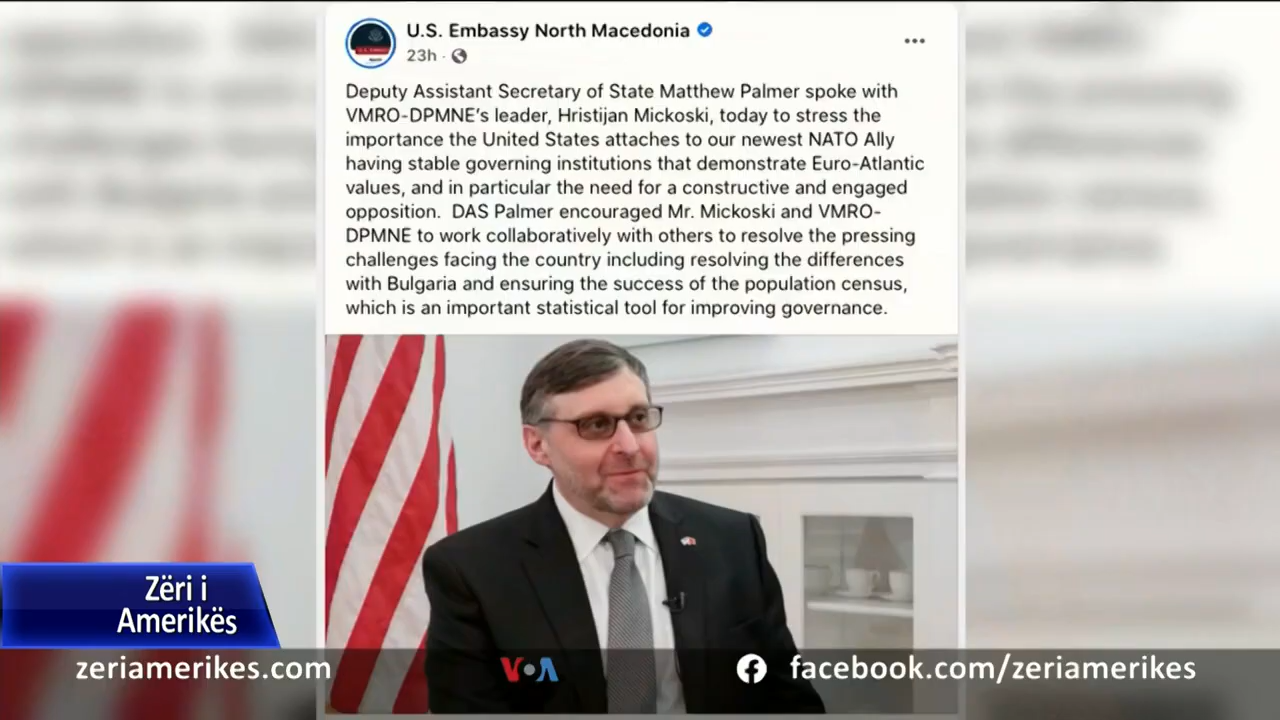 U.S. Embassy North Macedonia
23h ·
Deputy Assistant Secretary of State Matthew Palmer spoke with
VMRO-DPMNE's leader, Hristijan Mickoski, today to stress the
importance the United States attaches to our newest NATO Ally
having stable governing institutions that demonstrate Euro-Atlantic
values, and in particular the need for a constructive and engaged
opposition.  DAS Palmer encouraged Mr. Mickoski and VMRO-
DPMNE to work collaboratively with others to resolve the pressing
challenges facing the country including resolving the differences
with Bulgaria and ensuring the success of the population census,
which is an important statistical tool for improving governance.
Zëri i
Amerikës
zeriamerikes.com
VOA
facebook.com/zeriamerikes